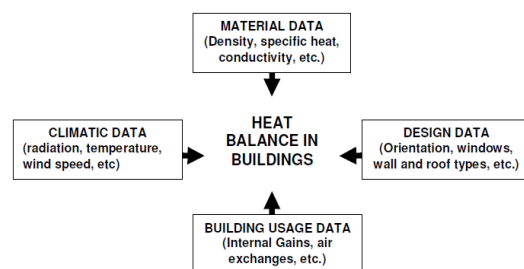 MATERIAL DATA
(Density, specific heat,
conductivity, etc.)
CLIMATIC DATA
(radiation, temperature,
wind speed, etc)
HEAT
BALANCE IN
BUILDINGS
DESIGN DATA
(Orientation, windows,
wall and roof types, etc.)
BUILDING USAGE DATA
(Internal Gains, air
exchanges, etc.)